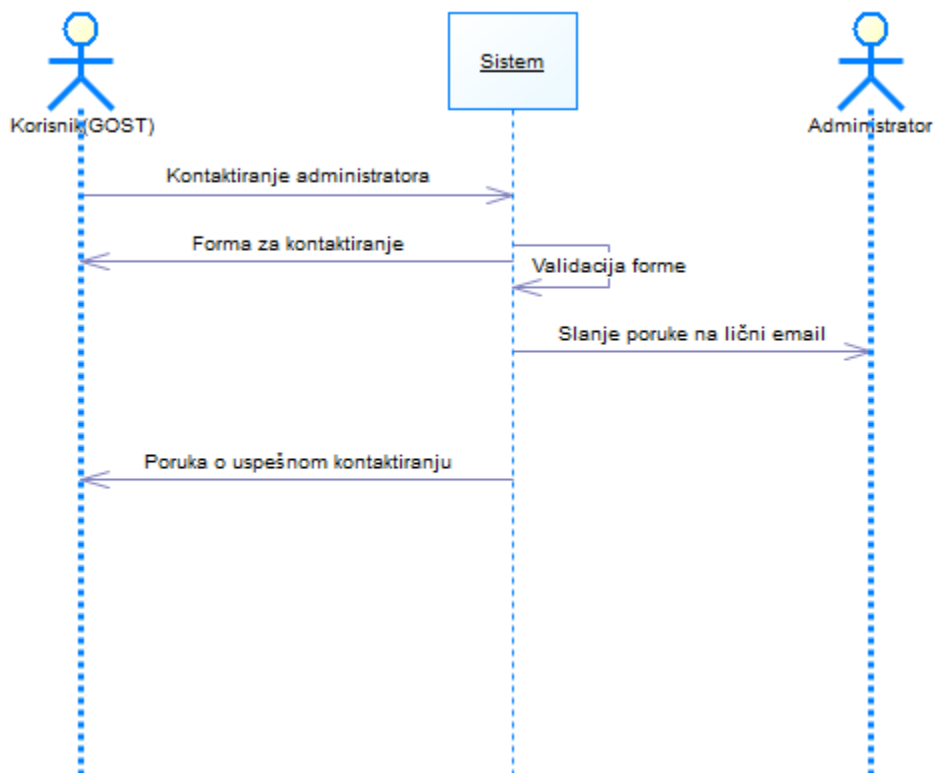 Sistem
Korisnik(GOST)
Administrator
Kontaktiranje administratora
Forma za kontaktiranje
Validacija forme
Slanje poruke na lični email
Poruka o uspešnom kontaktiranju